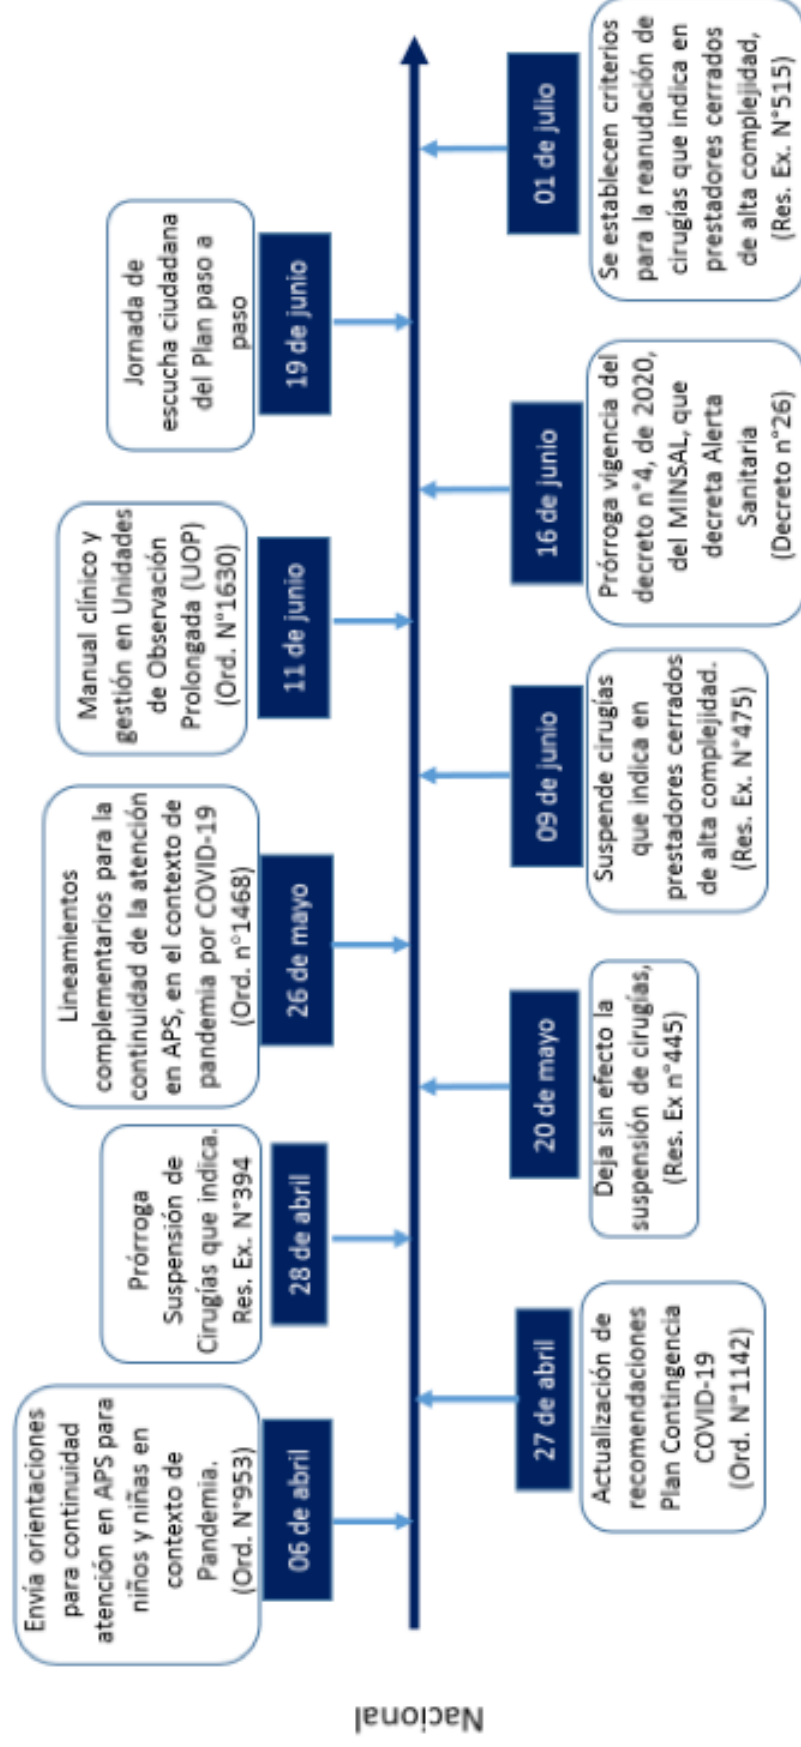 Nacional
Envía orientaciones
para continuidad
atención en APS para
niños y niñas en
contexto de
Pandemia.
(Ord. N°953)
06 de abril
27 de abril
Actualización de
recomendaciones
Plan Contingencia
COVID-19
(Ord. N°1142)
Prórroga
Suspensión de
Cirugías que indica.
Res. Ex. N°394
28 de abril
20 de mayo
Deja sin efecto la
suspensión de cirugías,
(Res. Ex n°445)
Lineamientos
complementarios para la
continuidad de la atención
en APS, en el contexto de
pandemia por COVID-19
(Ord. n°1468)
26 de mayo
09 de junio
Suspende cirugías
que indica en
prestadores cerrados
de alta complejidad.
(Res. Ex. N°475)
Manual clínico y
gestión en Unidades
de Observación
Prolongada (UOP)
(Ord. N°1630)
11 de junio
16 de junio
Prórroga vigencia del
decreto n°4, de 2020,
del MINSAL, que
decreta Alerta
Sanitaria
(Decreto n°26)
Jornada de
escucha ciudadana
del Plan paso a
paso
19 de junio
01 de julio
Se establecen criterios
para la reanudación de
cirugías que indica en
prestadores cerrados
de alta complejidad,
(Res. Ex. N°515)